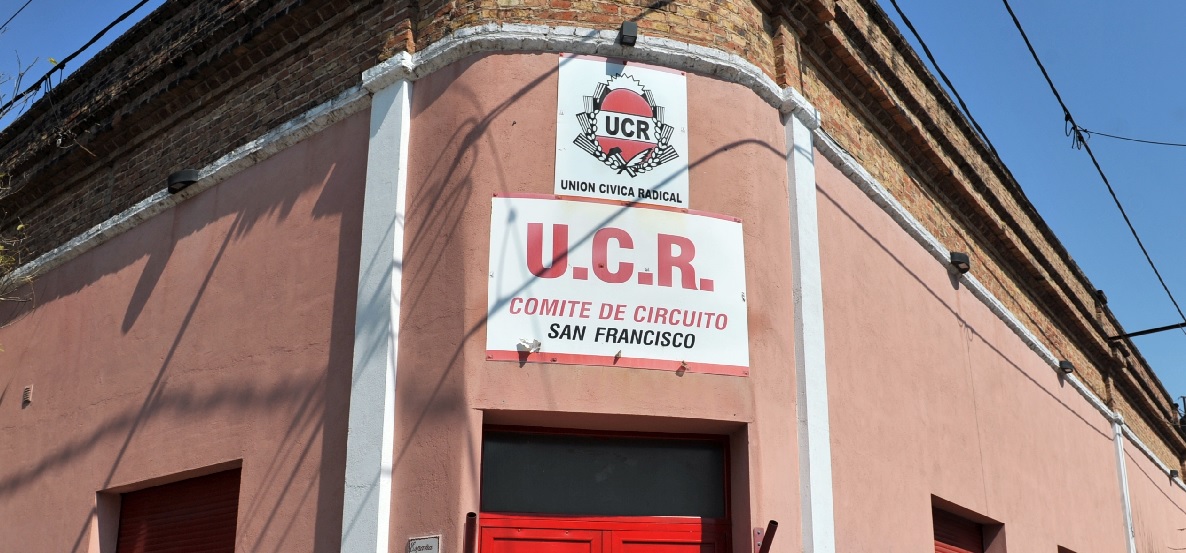 UCR
UNION CIVICA RADICAL
U.C.R.
COMITE DE CIRCUITO
SAN FRANCISCO